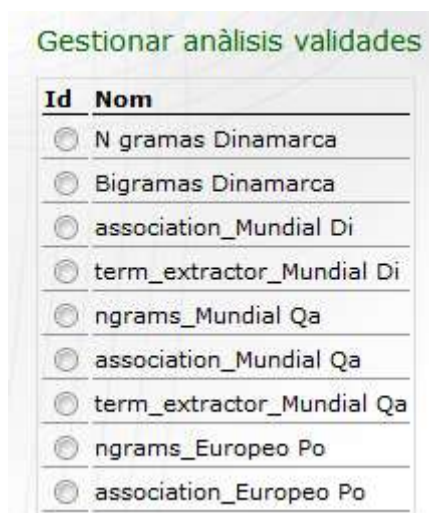 Gestionar anàlisis validades
Id Nom
N gramas Dinamarca
Bigramas Dinamarca
association_Mundial Di
term_extractor_Mundial Di
ngrams_Mundial Qa
association_Mundial Qa
term_extractor_Mundial Qa
ngrams_Europeo Po
association_Europeo Po